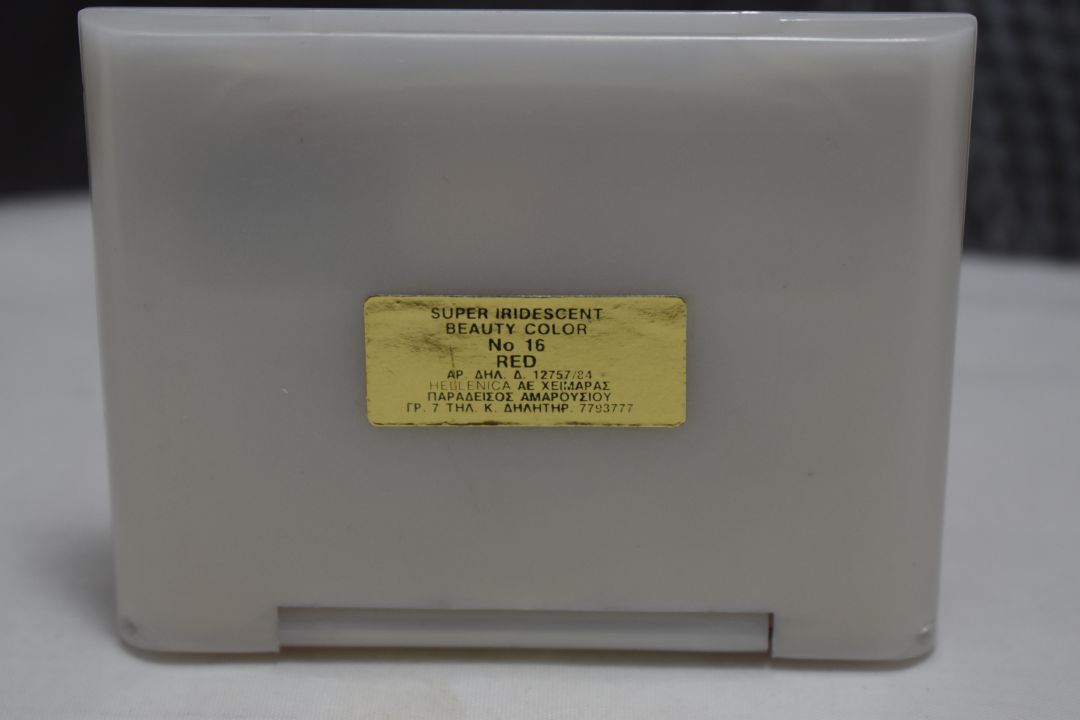 SUPER IRIDESCENT
BEAUTY COLOR
No 16
RED
ΑΡ. ΔΗΛ. Δ. 12757/84
HELLENICA ΑΕ ΧΕΙΜΑΡΑΣ
ΠΑΡΑΔΕΙΣΟΣ ΑΜΑΡΟΥΣΙΟΥ
ΓΡ. 7 ΤΗΛ. Κ. ΔΗΛΗΤΗΡ. 7793777